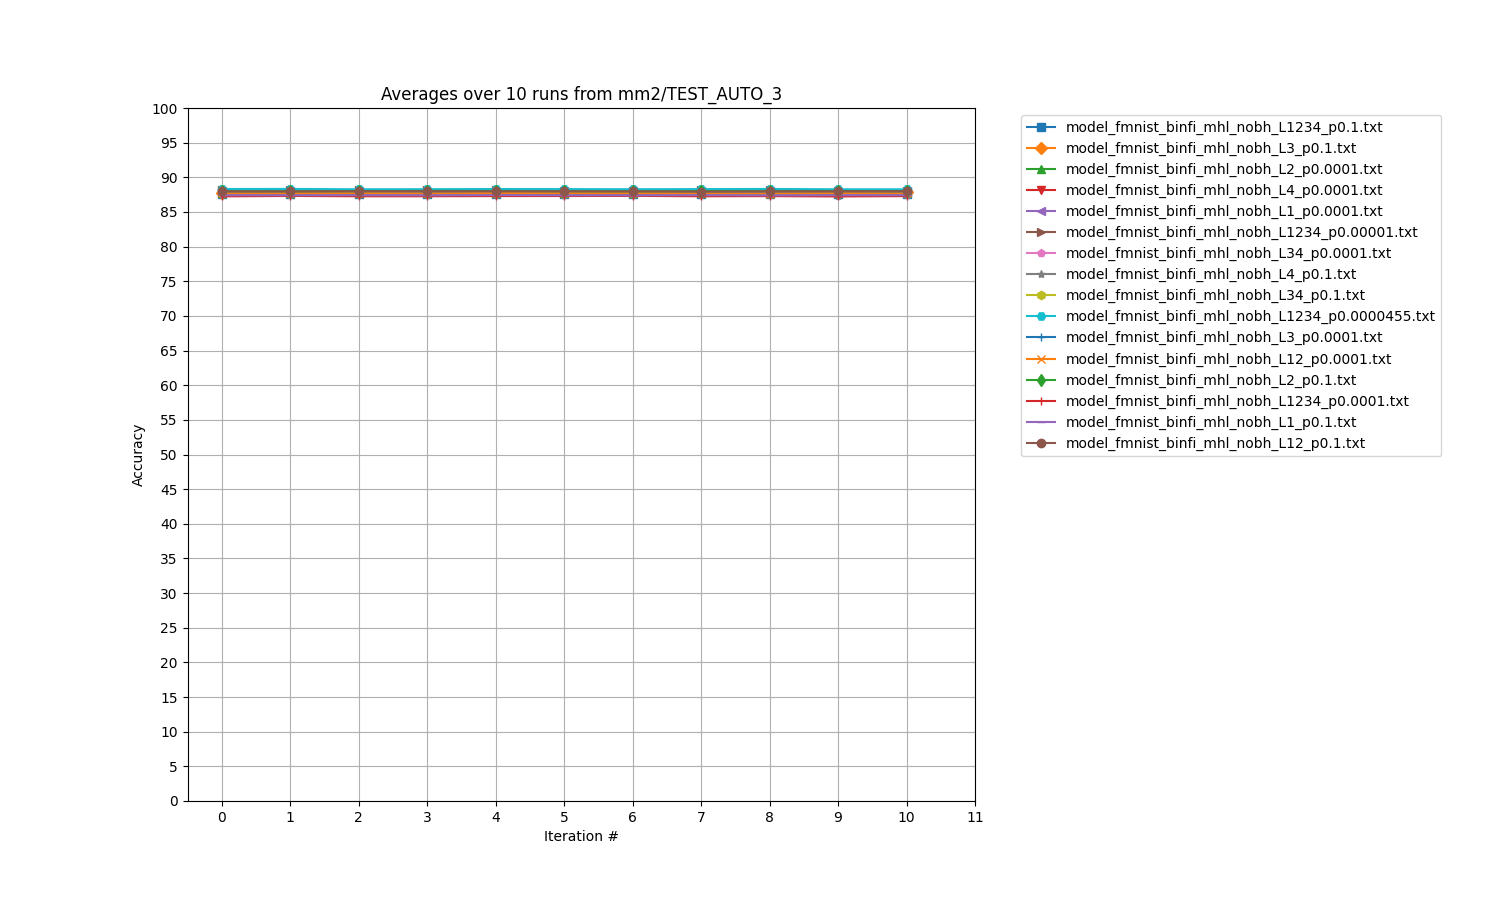 Averages over 10 runs from mm2/TEST_AUTO_3
100
95
90
85
80
75
70
65
60
55
50
45
40
35
30
25
20
15
10
5
0
Accuracy
0 1 2 3 4 5 6 7 8 9 10 11
Iteration #
model_fmnist_binfi_mhl_nobh_L1234_p0.1.txt
model_fmnist_binfi_mhl_nobh_L3_p0.1.txt
model_fmnist_binfi_mhl_nobh_L2_p0.0001.txt
model_fmnist_binfi_mhl_nobh_L4_p0.0001.txt
model_fmnist_binfi_mhl_nobh_L1_p0.0001.txt
model_fmnist_binfi_mhl_nobh_L1234_p0.00001.txt
model_fmnist_binfi_mhl_nobh_L34_p0.0001.txt
model_fmnist_binfi_mhl_nobh_L4_p0.1.txt
model_fmnist_binfi_mhl_nobh_L34_p0.1.txt
model_fmnist_binfi_mhl_nobh_L1234_p0.0000455.txt
model_fmnist_binfi_mhl_nobh_L3_p0.0001.txt
model_fmnist_binfi_mhl_nobh_L12_p0.0001.txt
model_fmnist_binfi_mhl_nobh_L2_p0.1.txt
model_fmnist_binfi_mhl_nobh_L1234_p0.0001.txt
model_fmnist_binfi_mhl_nobh_L1_p0.1.txt
model_fmnist_binfi_mhl_nobh_L12_p0.1.txt